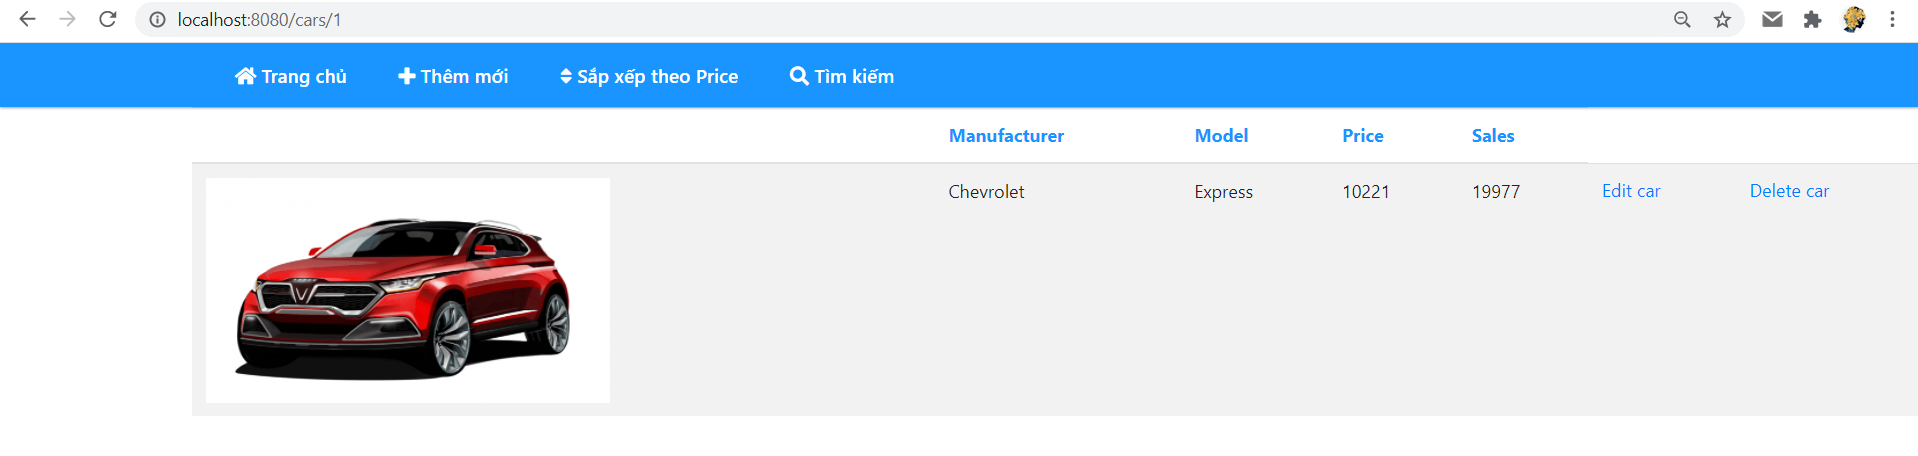 localhost:8080/cars/1
Trang chủ Thêm mới Sắp xếp theo Price Tìm kiếm
Manufacturer Model Price Sales
Chevrolet Express 10221 19977 Edit car Delete car